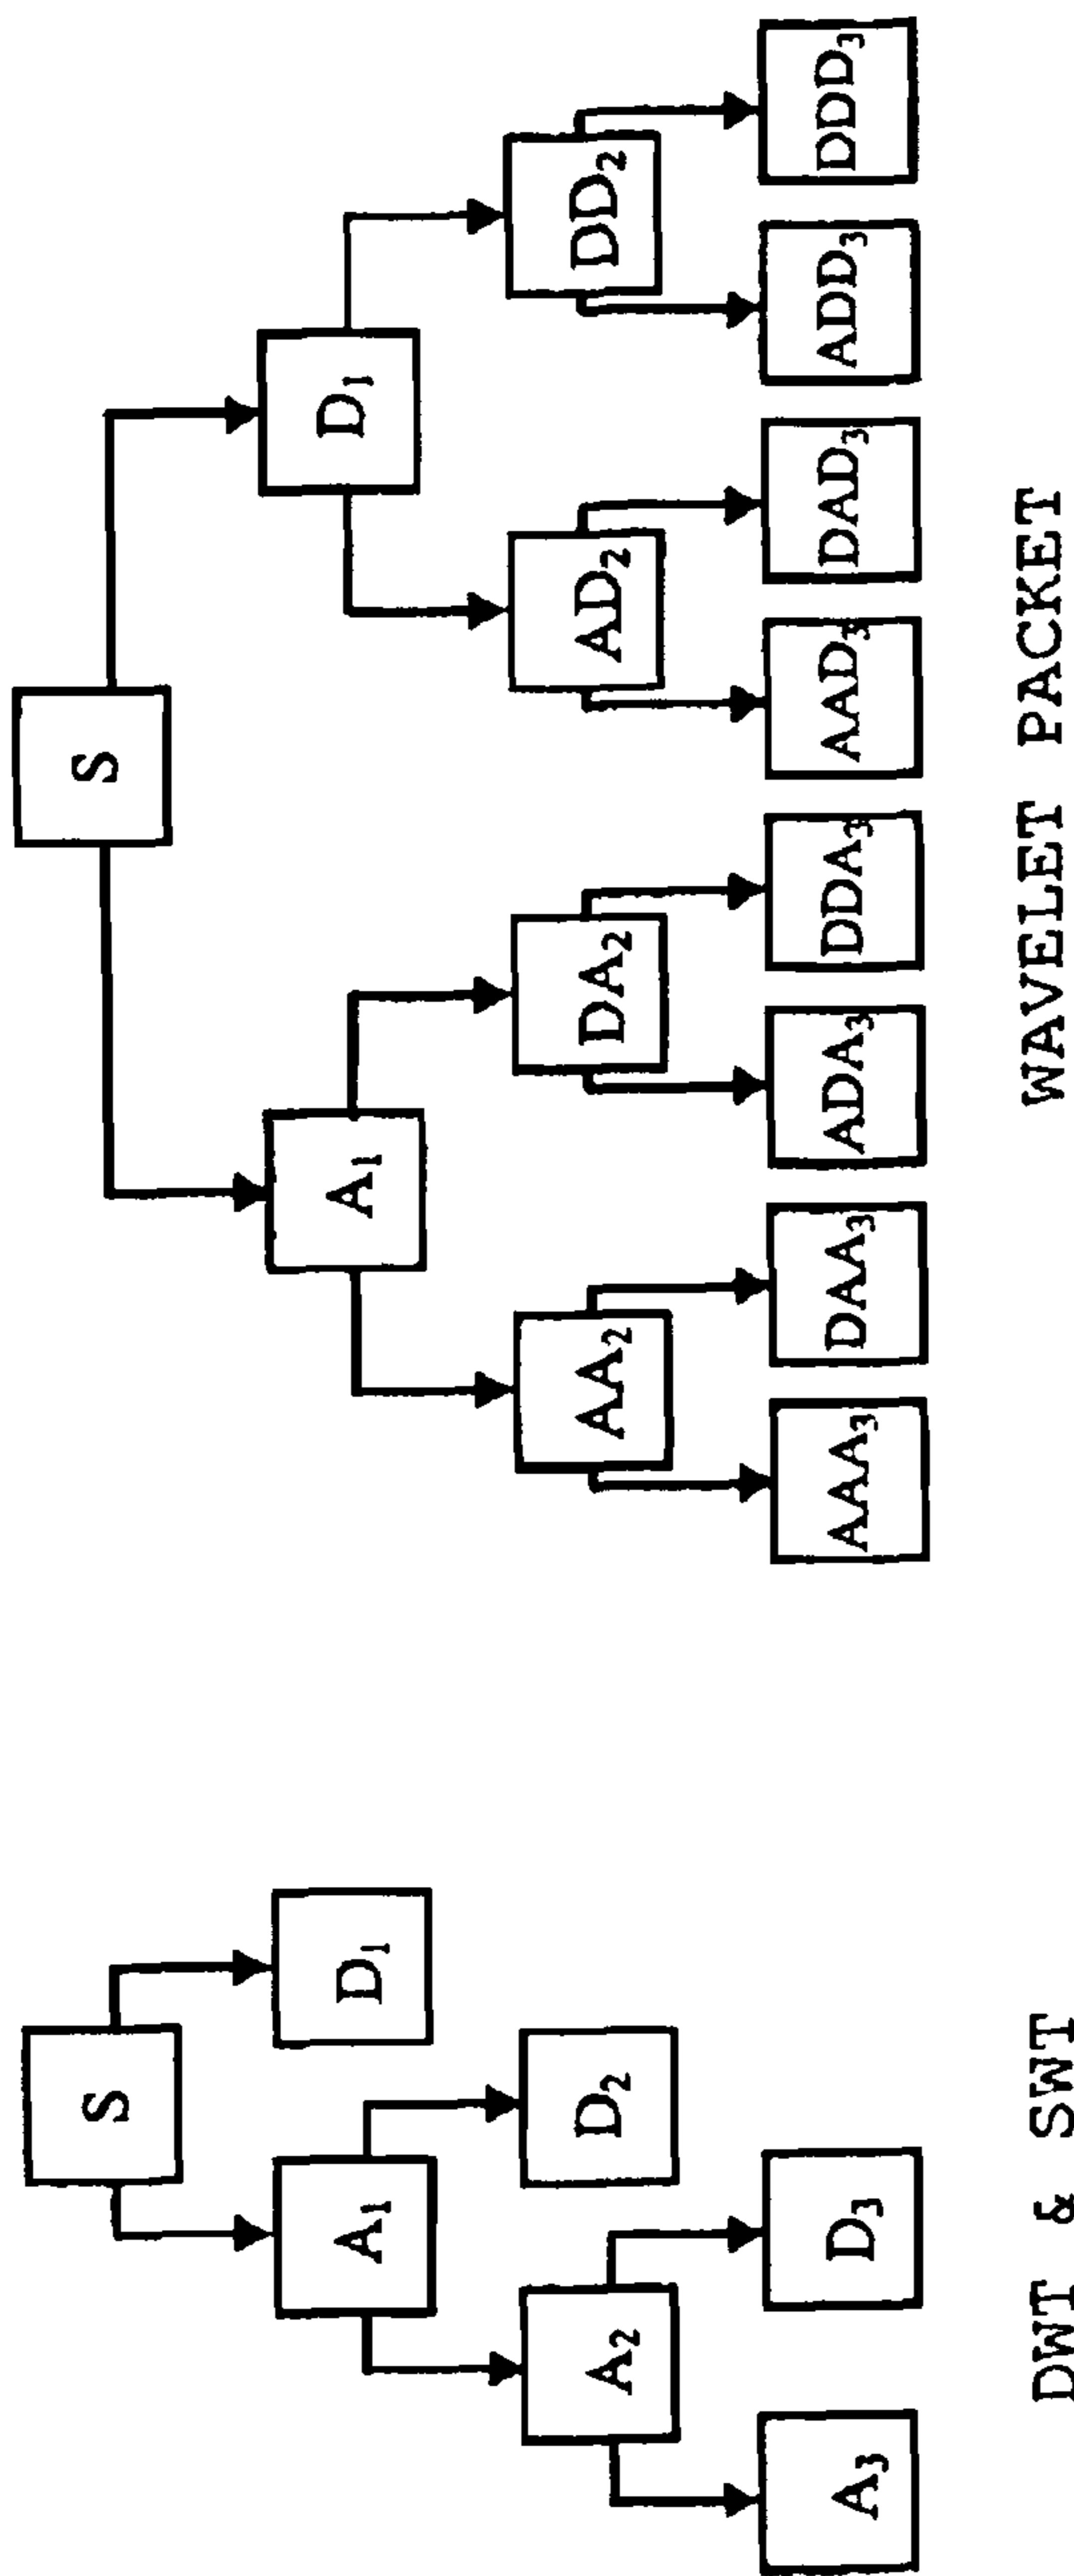 S
A₁
D₁
A₂
D₂
A₃
D₃
DWT & SWT
S
A₁
D₁
AA₂
DA₂
AD₂
DD₂
AAA₃
DAA₃
ADA₃
DDA₃
AAD₃
DAD₃
ADD₃
DDD₃
WAVELET PACKET